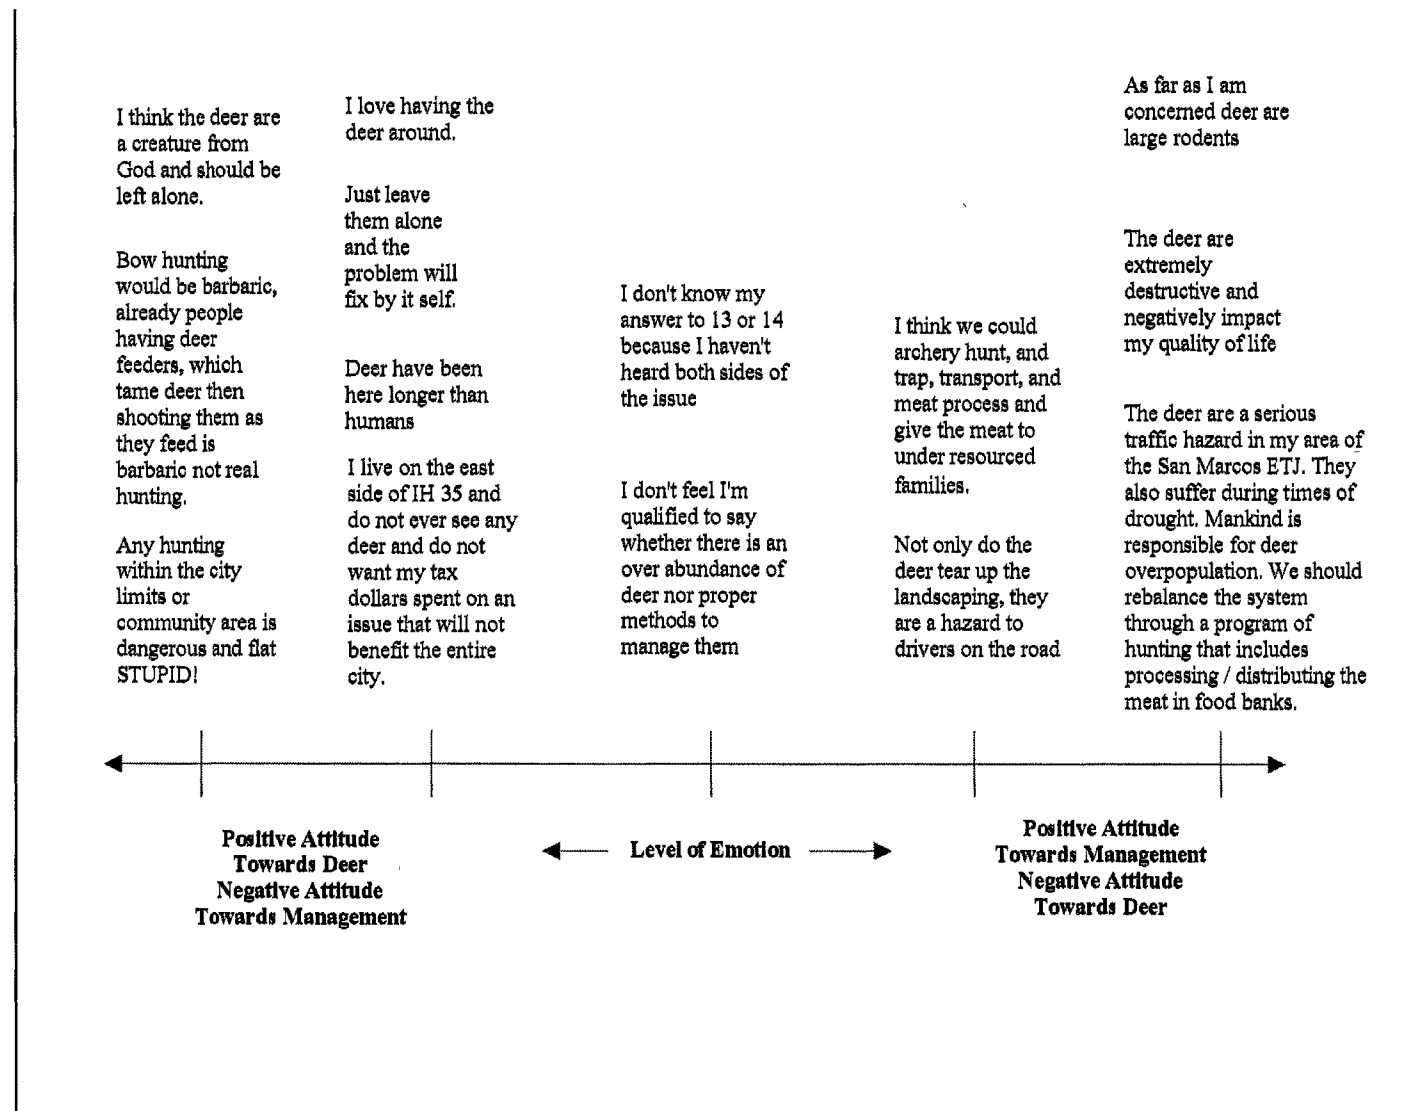 I think the deer are
a creature from
God and should be
left alone.
Bow hunting
would be barbaric,
already people
having deer
feeders, which
tame deer then
shooting them as
they feed is
barbaric not real
hunting.
Any hunting
within the city
limits or
community area is
dangerous and flat
STUPID!
I love having the
deer around.
Just leave
them alone
and the
problem will
fix by it self.
Deer have been
here longer than
humans
I live on the east
side of IH 35 and
do not ever see any
deer and do not
want my tax
dollars spent on an
issue that will not
benefit the entire
city.
I don't know my
answer to 13 or 14
because I haven't
heard both sides of
the issue
I don't feel I'm
qualified to say
whether there is an
over abundance of
deer nor proper
methods to
manage them
I think we could
archery hunt, and
trap, transport, and
meat process and
give the meat to
under resourced
families.
Not only do the
deer tear up the
landscaping, they
are a hazard to
drivers on the road
As far as I am
concerned deer are
large rodents
The deer are
extremely
destructive and
negatively impact
my quality of life
The deer are a serious
traffic hazard in my area of
the San Marcos ETJ. They
also suffer during times of
drought. Mankind is
responsible for deer
overpopulation. We should
rebalance the system
through a program of
hunting that includes
processing / distributing the
meat in food banks.
Positive Attitude
Towards Deer
Negative Attitude
Towards Management
Level of Emotion
Positive Attitude
Towards Management
Negative Attitude
Towards Deer